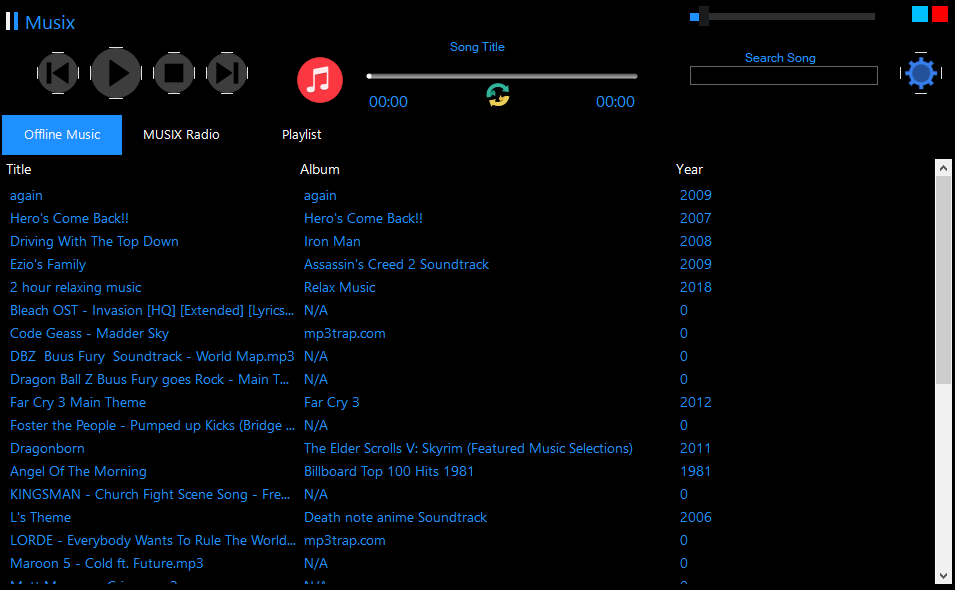 Musix
Song Title
Search Song
00:00 00:00
Offline Music MUSIX Radio Playlist
Title Album Year
again again 2009
Hero's Come Back!! Hero's Come Back!! 2007
Driving With The Top Down Iron Man 2008
Ezio's Family Assassin's Creed 2 Soundtrack 2009
2 hour relaxing music Relax Music 2018
Bleach OST - Invasion [HQ] [Extended] [Lyrics... N/A 0
Code Geass - Madder Sky mp3trap.com 0
DBZ  Buus Fury  Soundtrack - World Map.mp3 N/A 0
Dragon Ball Z Buus Fury goes Rock - Main T... N/A 0
Far Cry 3 Main Theme Far Cry 3 2012
Foster the People - Pumped up Kicks (Bridge ... N/A 0
Dragonborn The Elder Scrolls V: Skyrim (Featured Music Selections) 2011
Angel Of The Morning Billboard Top 100 Hits 1981 1981
KINGSMAN - Church Fight Scene Song - Fre... N/A 0
L's Theme Death note anime Soundtrack 2006
LORDE - Everybody Wants To Rule The World... mp3trap.com 0
Maroon 5 - Cold ft. Future.mp3 N/A 0
N/A 0